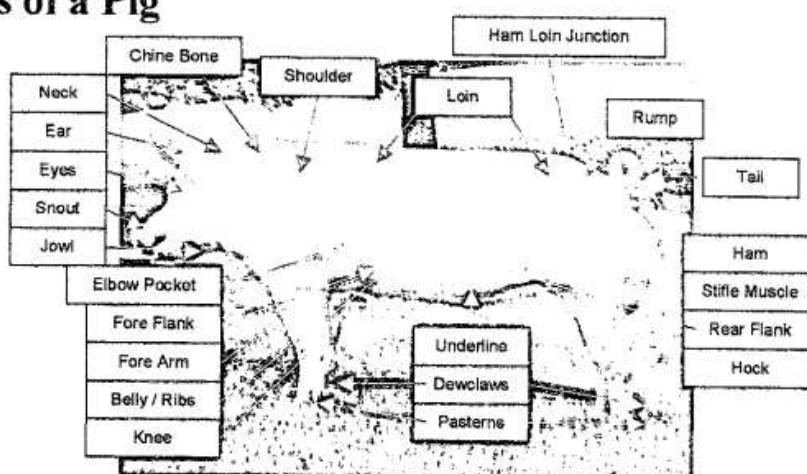 s of a Pig
Ham Loin Junction
Chine Bone
Shoulder
Neck
Loin
Ear
Rump
Eyes
Tail
Snout
Jowl
Ham
Elbow Pocket
Stifle Muscle
Fore Flank
Rear Flank
Underline
Fore Arm
Hock
Dewclaws
Belly / Ribs
Pasterns
Knee